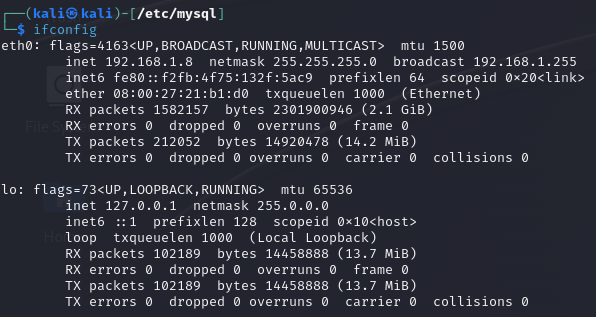 ┌──(kali㉿kali)-[/etc/mysql]
└─$ ifconfig
eth0: flags=4163<UP,BROADCAST,RUNNING,MULTICAST>  mtu 1500
        inet 192.168.1.8  netmask 255.255.255.0  broadcast 192.168.1.255
        inet6 fe80::f2fb:4f75:132f:5ac9  prefixlen 64  scopeid 0×20<link>
        ether 08:00:27:21:b1:d0  txqueuelen 1000  (Ethernet)
        RX packets 1582157  bytes 2301900946 (2.1 GiB)
        RX errors 0  dropped 0  overruns 0  frame 0
        TX packets 212052  bytes 14920478 (14.2 MiB)
        TX errors 0  dropped 0 overruns 0  carrier 0  collisions 0

lo: flags=73<UP,LOOPBACK,RUNNING>  mtu 65536
        inet 127.0.0.1  netmask 255.0.0.0
        inet6 ::1  prefixlen 128  scopeid 0×10<host>
        loop  txqueuelen 1000  (Local Loopback)
        RX packets 102189  bytes 14458888 (13.7 MiB)
        RX errors 0  dropped 0  overruns 0  frame 0
        TX packets 102189  bytes 14458888 (13.7 MiB)
        TX errors 0  dropped 0 overruns 0  carrier 0  collisions 0